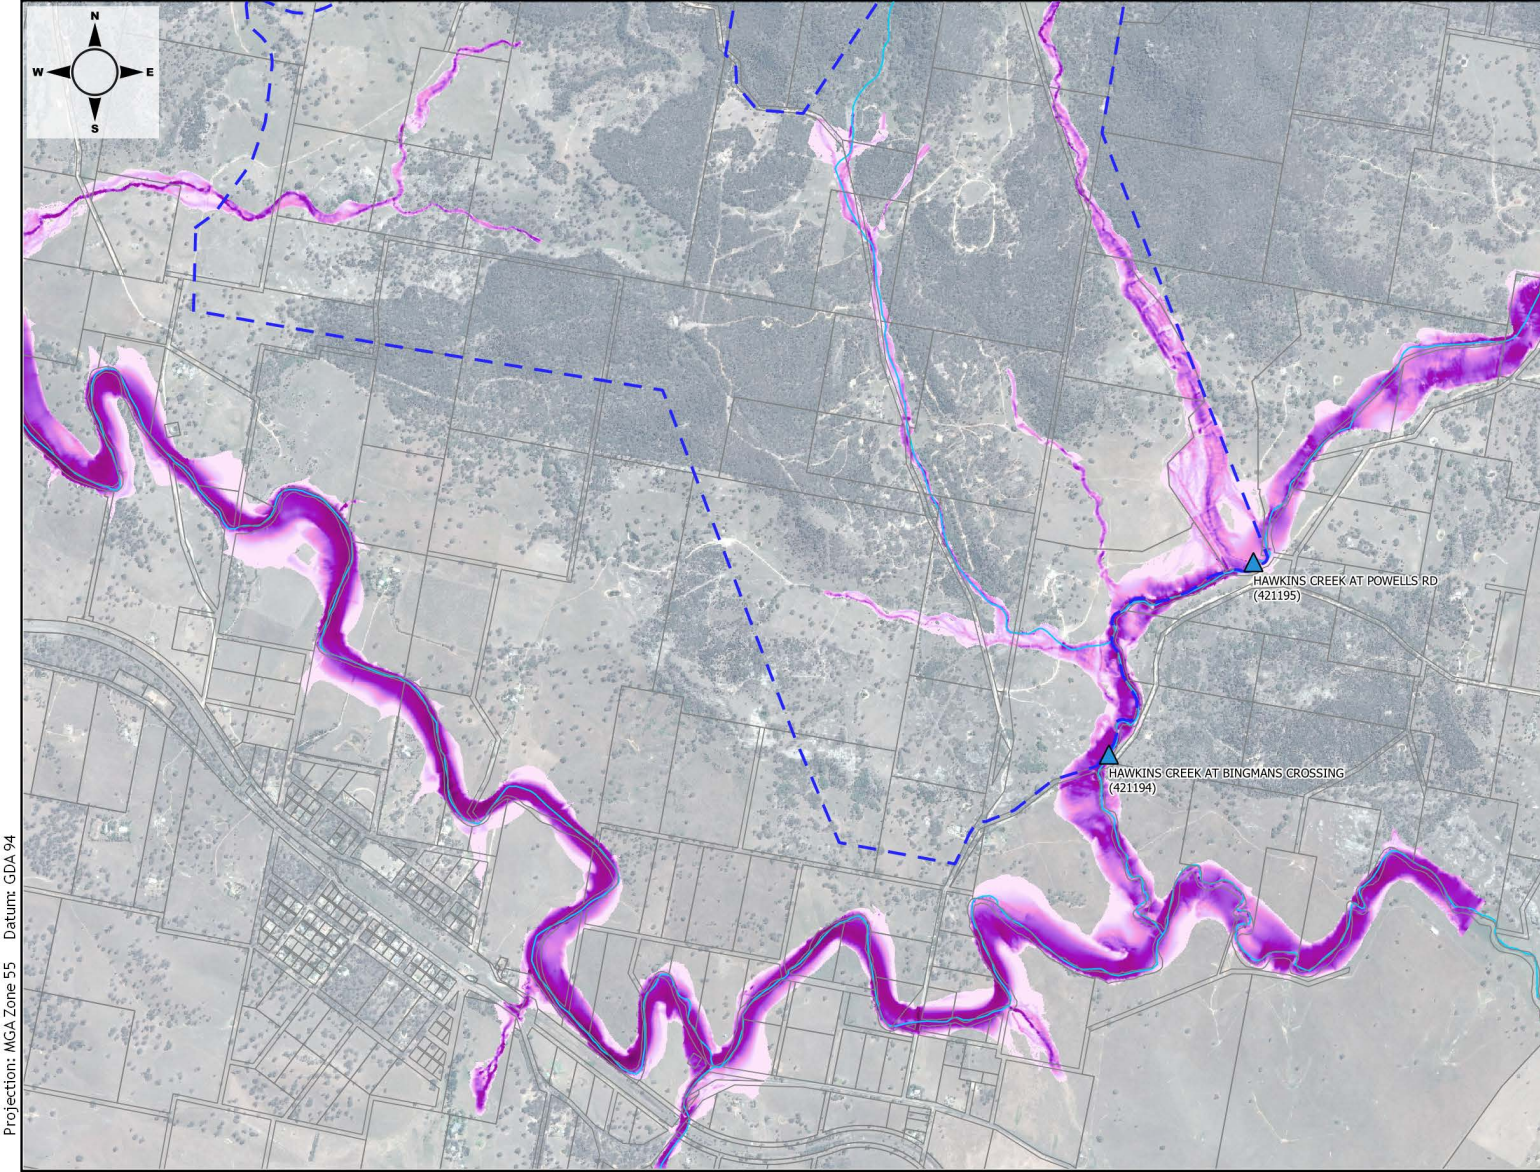 N
W E
S
HAWKINS CREEK AT POWELLS RD
(421195)
HAWKINS CREEK AT BINGMANS CROSSING
(421194)
Projection: MGA Zone 55 Datum: GDA 94